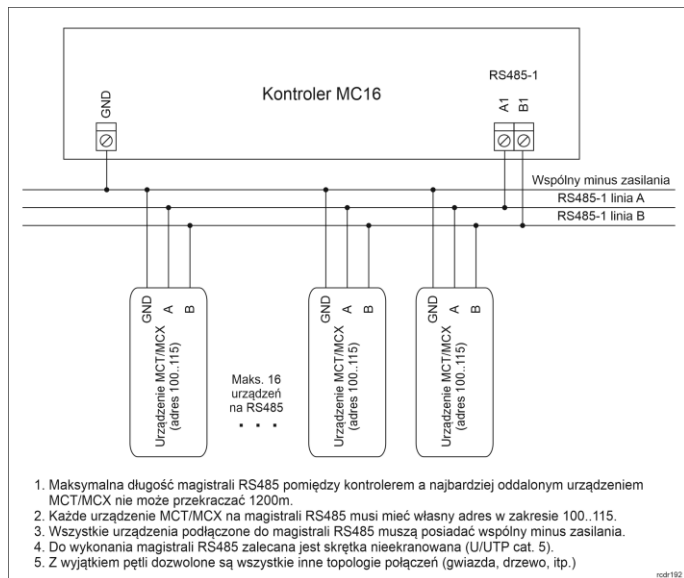 Kontroler MC16
RS485-1
GND
A1
B1
Wspólny minus zasilania
RS485-1 linia A
RS485-1 linia B
GND
A
B
Urządzenie MCT/MCX
(adres 100..115)
Maks. 16
urządzeń
na RS485
. . .
GND
A
B
Urządzenie MCT/MCX
(adres 100..115)
GND
A
B
Urządzenie MCT/MCX
(adres 100..115)
1. Maksymalna długość magistrali RS485 pomiędzy kontrolerem a najbardziej oddalonym urządzeniem
MCT/MCX nie może przekraczać 1200m.
2. Każde urządzenie MCT/MCX na magistrali RS485 musi mieć własny adres w zakresie 100..115.
3. Wszystkie urządzenia podłączone do magistrali RS485 muszą posiadać wspólny minus zasilania.
4. Do wykonania magistrali RS485 zalecana jest skrętka nieekranowana (U/UTP cat. 5).
5. Z wyjątkiem pętli dozwolone są wszystkie inne topologie połączeń (gwiazda, drzewo, itp.)
rodr192